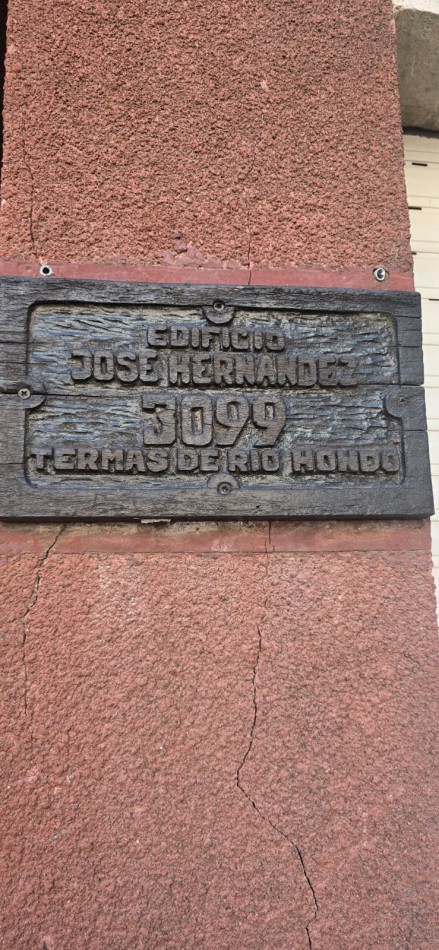 EDIFICIO
JOSE HERNANDEZ
3099
TERMAS DE RIO HONDO